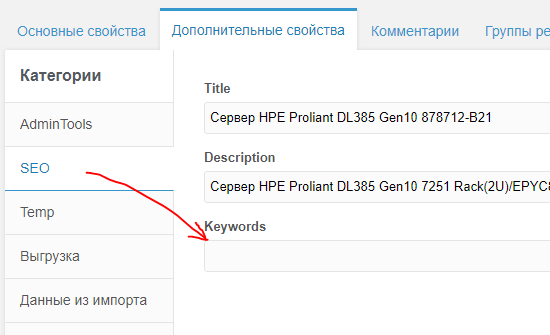 Основные свойства Дополнительные свойства Комментарии Группы ре
Категории
AdminTools
SEO
Temp
Выгрузка
Данные из импорта
Title
Сервер HPE Proliant DL385 Gen10 878712-B21
Description
Сервер HPE Proliant DL385 Gen10 7251 Rack(2U)/EPYC8
Keywords